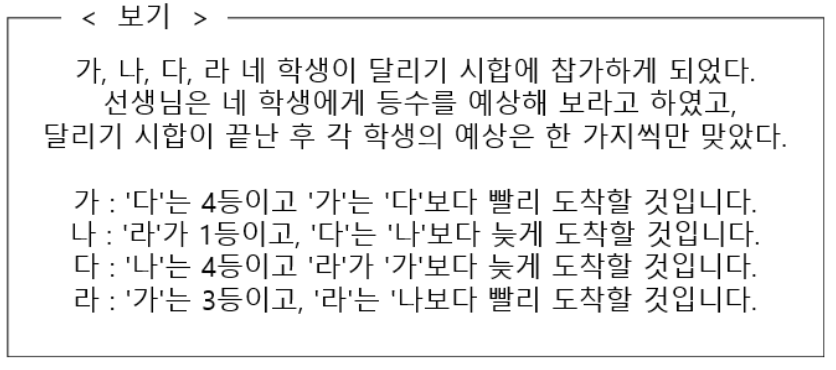 < 보기 >
가, 나, 다, 라 네 학생이 달리기 시합에 찹가하게 되었다.
선생님은 네 학생에게 등수를 예상해 보라고 하였고,
달리기 시합이 끝난 후 각 학생의 예상은 한 가지씩만 맞았다.
가 : '다'는 4등이고 '가'는 '다'보다 빨리 도착할 것입니다.
나 : '라'가 1등이고, '다'는 '나'보다 늦게 도착할 것입니다.
다 : '나'는 4등이고 '라'가 '가'보다 늦게 도착할 것입니다.
라 : '가'는 3등이고, '라'는 '나보다 빨리 도착할 것입니다.